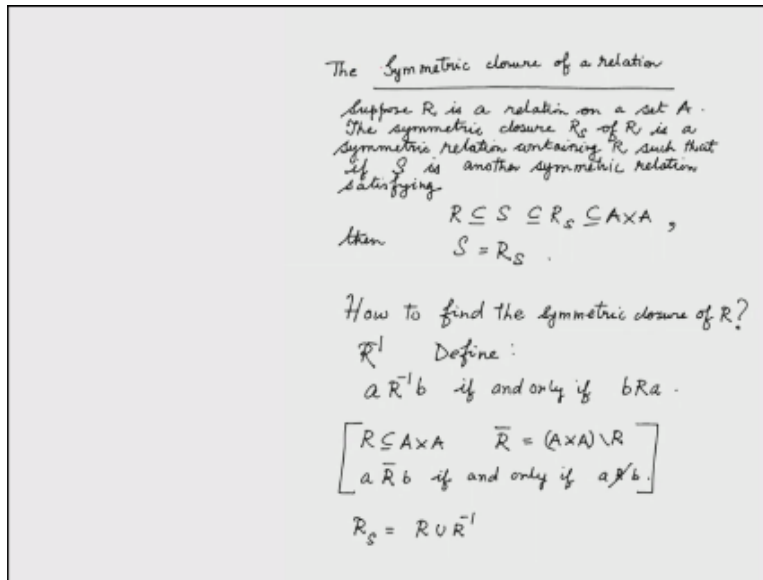 The Symmetric closure of a relation
Suppose R is a relation on a set A.
The symmetric closure R_S of R is a
symmetric relation containing R such that
if S is another symmetric relation
satisfying
R ⊆ S ⊆ R_S ⊆ A×A ,
then S = R_S .
How to find the symmetric closure of R?
R⁻¹ Define :
a R⁻¹ b if and only if bRa .
[ R ⊆ A×A R̅ = (A×A) \ R
a R̅ b if and only if a R̸ b. ]
R_S = R ∪ R⁻¹